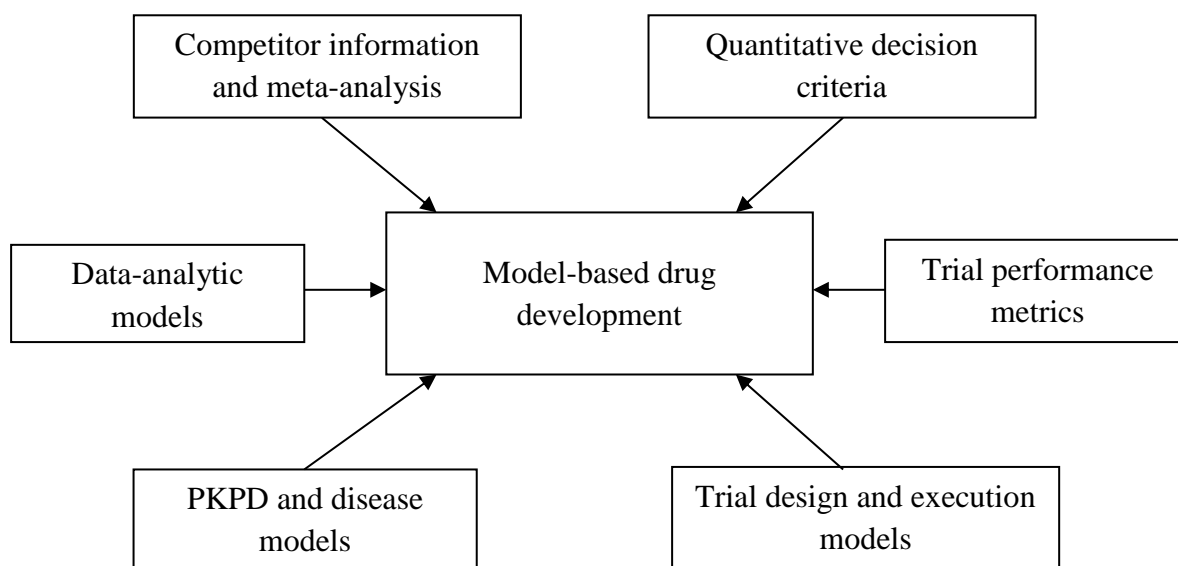 Competitor information
and meta-analysis
Quantitative decision
criteria
Data-analytic
models
Model-based drug
development
Trial performance
metrics
PKPD and disease
models
Trial design and execution
models